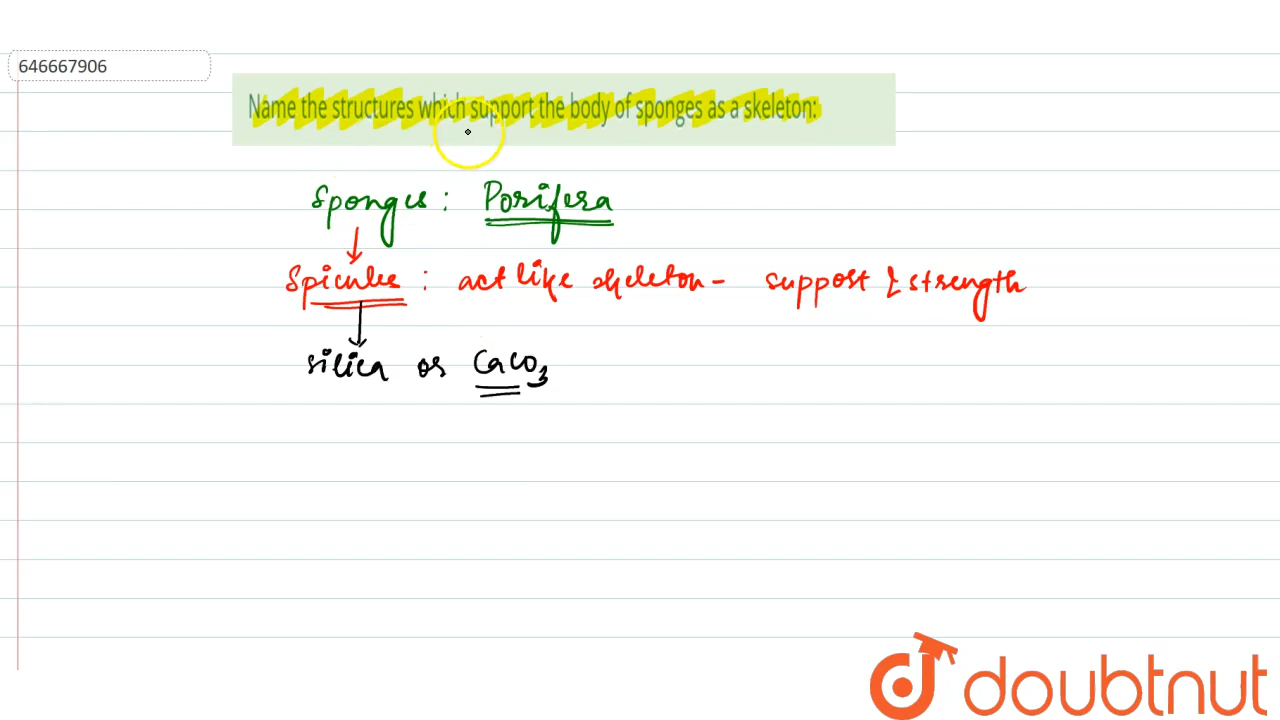 646667906
Name the structures which support the body of sponges as a skeleton:
Sponges : Porifera
Spicules : act like skeleton - support & strength
silica or CaCO3
doubtnut